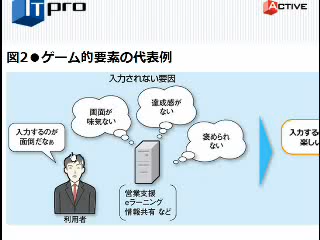 ITpro
ACTIVE
図2●ゲーム的要素の代表例
入力されない要因
画面が
味気ない
達成感が
ない
褒められ
ない
入力するのが
面倒だなぁ
利用者
営業支援
eラーニング
情報共有 など
入力する
楽しい